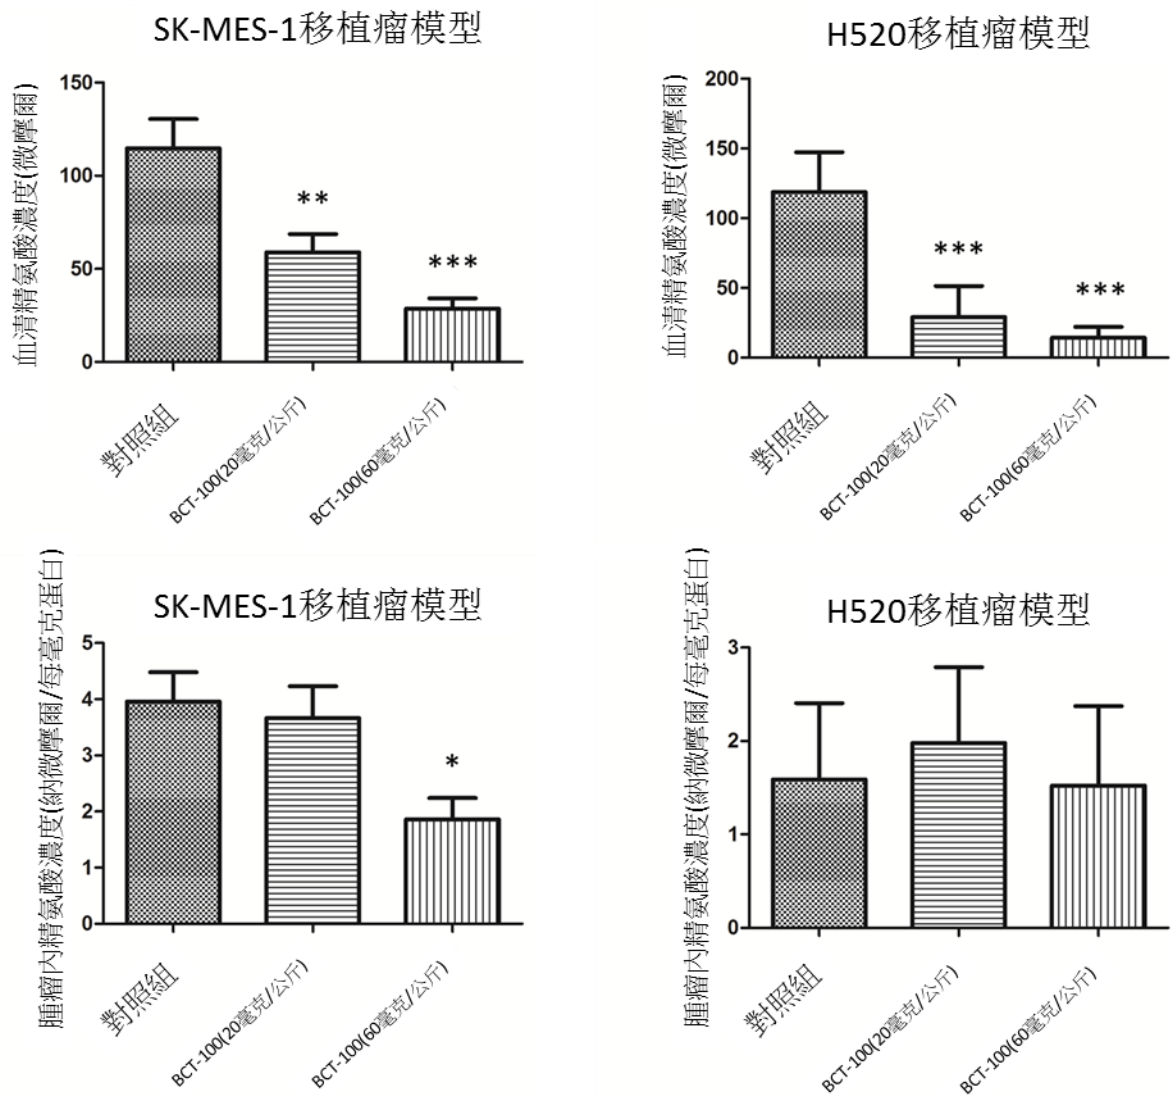 SK-MES-1移植瘤模型
血清精氨酸濃度(微摩爾)
150
100
50
0
**
***
對照組
BCT-100(20毫克/公斤)
BCT-100(60毫克/公斤)
H520移植瘤模型
血清精氨酸濃度(微摩爾)
200
150
100
50
0
***
***
對照組
BCT-100(20毫克/公斤)
BCT-100(60毫克/公斤)
SK-MES-1移植瘤模型
腫瘤內精氨酸濃度(納微摩爾/每毫克蛋白)
5
4
3
2
1
0
*
對照組
BCT-100(20毫克/公斤)
BCT-100(60毫克/公斤)
H520移植瘤模型
腫瘤內精氨酸濃度(納微摩爾/每毫克蛋白)
3
2
1
0
對照組
BCT-100(20毫克/公斤)
BCT-100(60毫克/公斤)